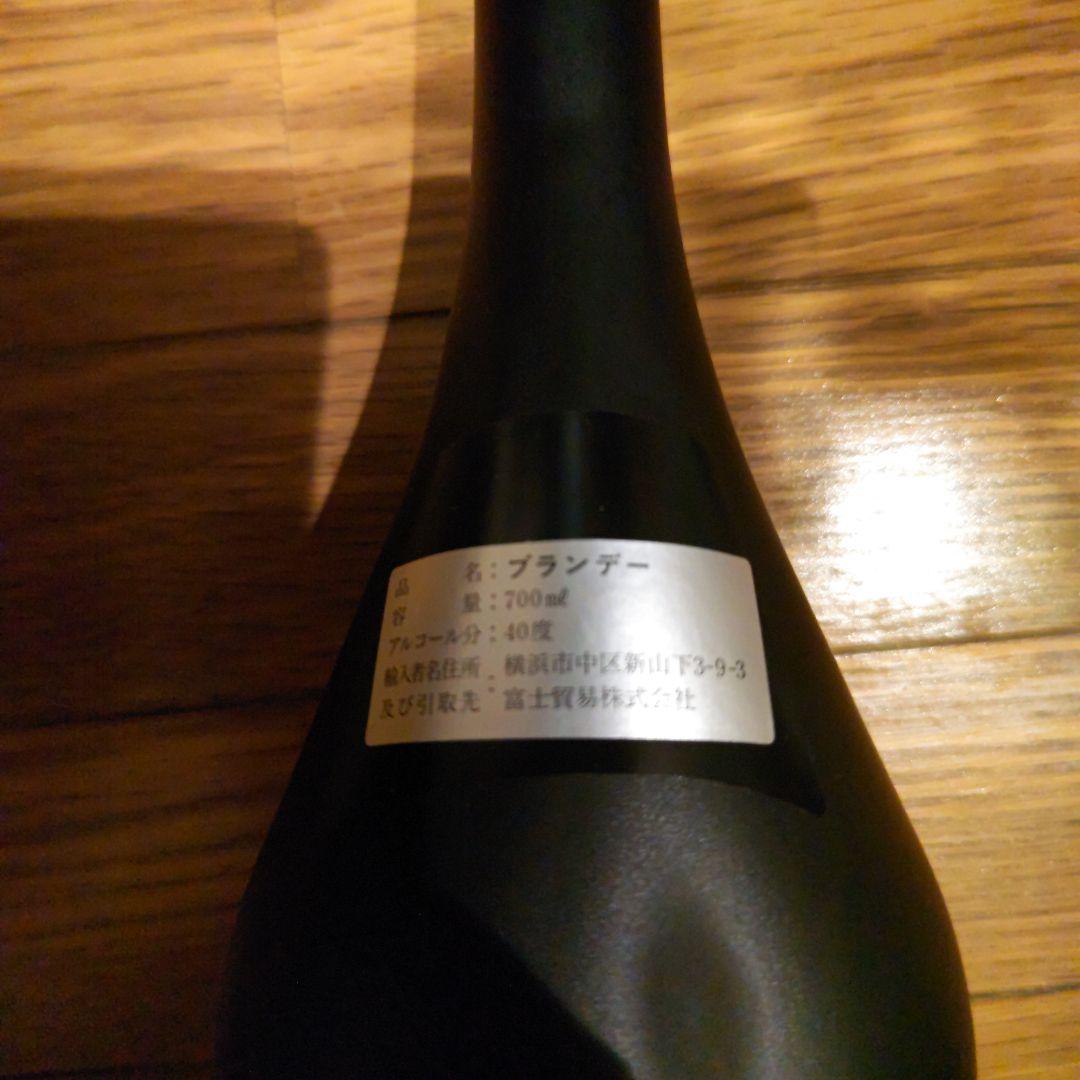 品名:ブランデー
容量:700ml
アルコール分:40度
輸入者名住所 : 横浜市中区新山下3-9-3
及び引取先 富士貿易株式会社